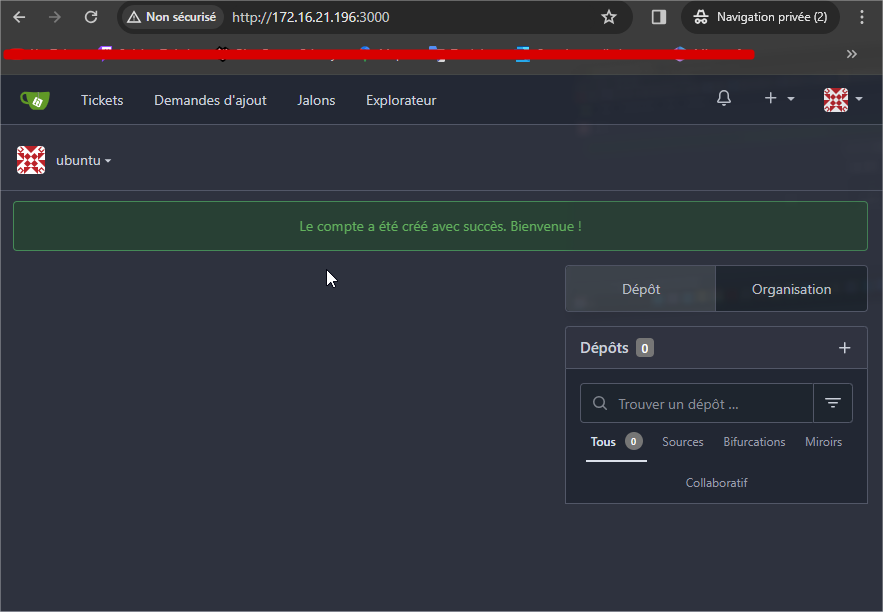 Non sécurisé http://172.16.21.196:3000 Navigation privée (2)
Tickets Demandes d'ajout Jalons Explorateur
ubuntu
Le compte a été créé avec succès. Bienvenue !
Dépôt Organisation
Dépôts 0
Trouver un dépôt ...
Tous 0 Sources Bifurcations Miroirs
Collaboratif